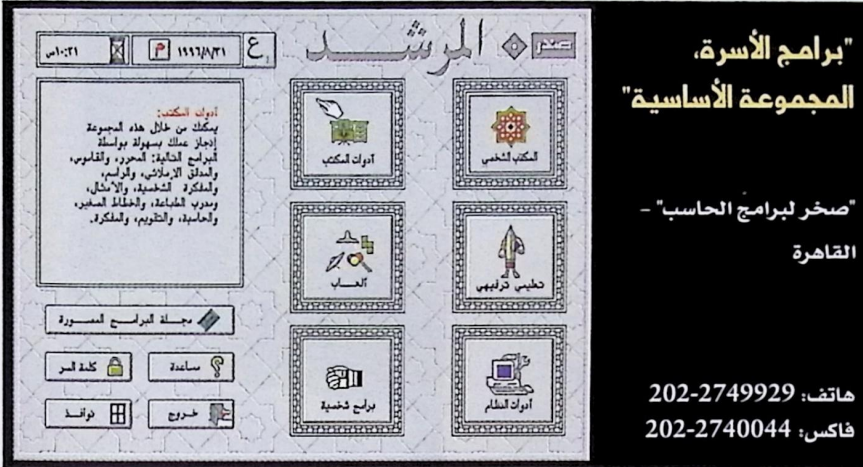 صخر
المرشد
ع
١٩٩٦/٨/٣١
١٠:٢١س
أدوات المكتب:
يمكنك من خلال هذه المجموعة
إنجاز عملك بسهولة بواسطة
البرامج التالية: المحرر، والقاموس،
والمدقق الإملائي، والراسم،
والمفكرة الشخصية، والأمثال،
ومدرب الطباعة، والخطاط الصغير،
والحاسبة، والتقويم، والمفكرة.
المكتب الشخصي
أدوات المكتب
تعليمي ترفيهي
ألعاب
أدوات النظام
برامج شخصية
مجلة البرامج المصورة
مساعدة
كلمة السر
خروج
نوافذ
"برامج الأسرة،
المجموعة الأساسية"
"صخر لبرامج الحاسب" -
القاهرة
هاتف: 2749929-202
فاكس: 2740044-202